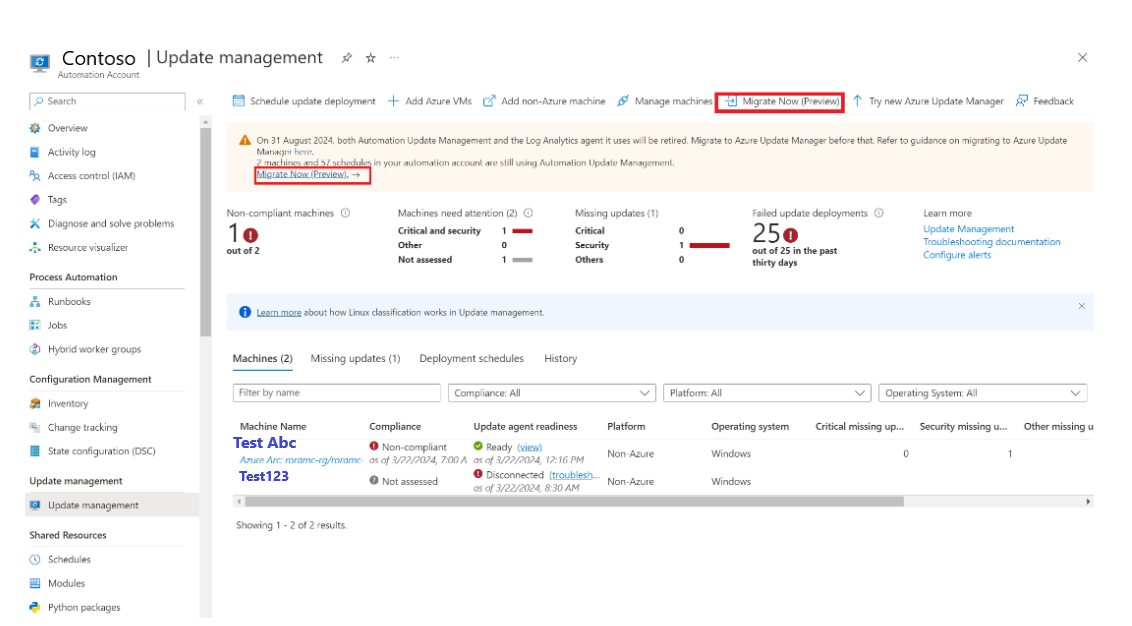 Contoso | Update management ...
Automation Account
Search «
Schedule update deployment + Add Azure VMs Add non-Azure machine Manage machines Migrate Now (Preview) Try new Azure Update Manager Feedback
Overview
Activity log
Access control (IAM)
Tags
Diagnose and solve problems
Resource visualizer
Process Automation
Runbooks
Jobs
Hybrid worker groups
Configuration Management
Inventory
Change tracking
State configuration (DSC)
Update management
Update management
Shared Resources
Schedules
Modules
Python packages
On 31 August 2024, both Automation Update Management and the Log Analytics agent it uses will be retired. Migrate to Azure Update Manager before that. Refer to guidance on migrating to Azure Update
Manager here.
2 machines and 57 schedules in your automation account are still using Automation Update Management.
Migrate Now (Preview). →
Non-compliant machines
1
out of 2
Machines need attention (2)
Critical and security 1
Other 0
Not assessed 1
Missing updates (1)
Critical 0
Security 1
Others 0
Failed update deployments
25
out of 25 in the past
thirty days
Learn more
Update Management
Troubleshooting documentation
Configure alerts
Learn more about how Linux classification works in Update management.
Machines (2) Missing updates (1) Deployment schedules History
Filter by name Compliance: All Platform: All Operating System: All
Machine Name Compliance Update agent readiness Platform Operating system Critical missing up... Security missing u... Other missing u
Test Abc Non-compliant Ready (view) Non-Azure Windows 0 1
Azure Arc: roramc-rg/roramc- as of 3/22/2024, 7:00 A as of 3/22/2024, 12:16 PM
Test123 Not assessed Disconnected (troublesh... Non-Azure Windows
as of 3/22/2024, 8:30 AM
Showing 1 - 2 of 2 results.